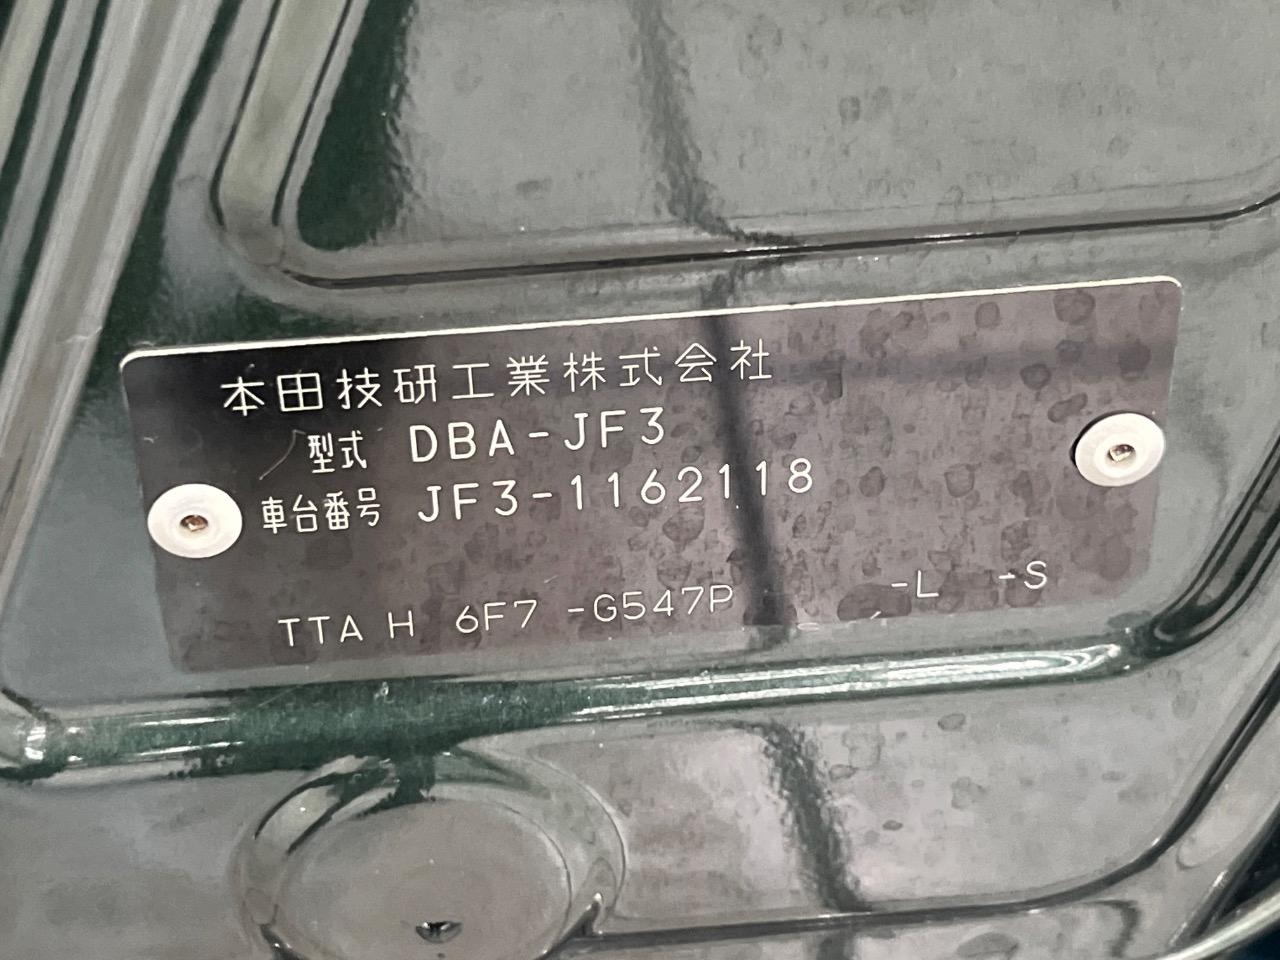 本田技研工業株式会社
型式 DBA-JF3
車台番号 JF3-1162118
TTA H 6F7 -G547P -L -S